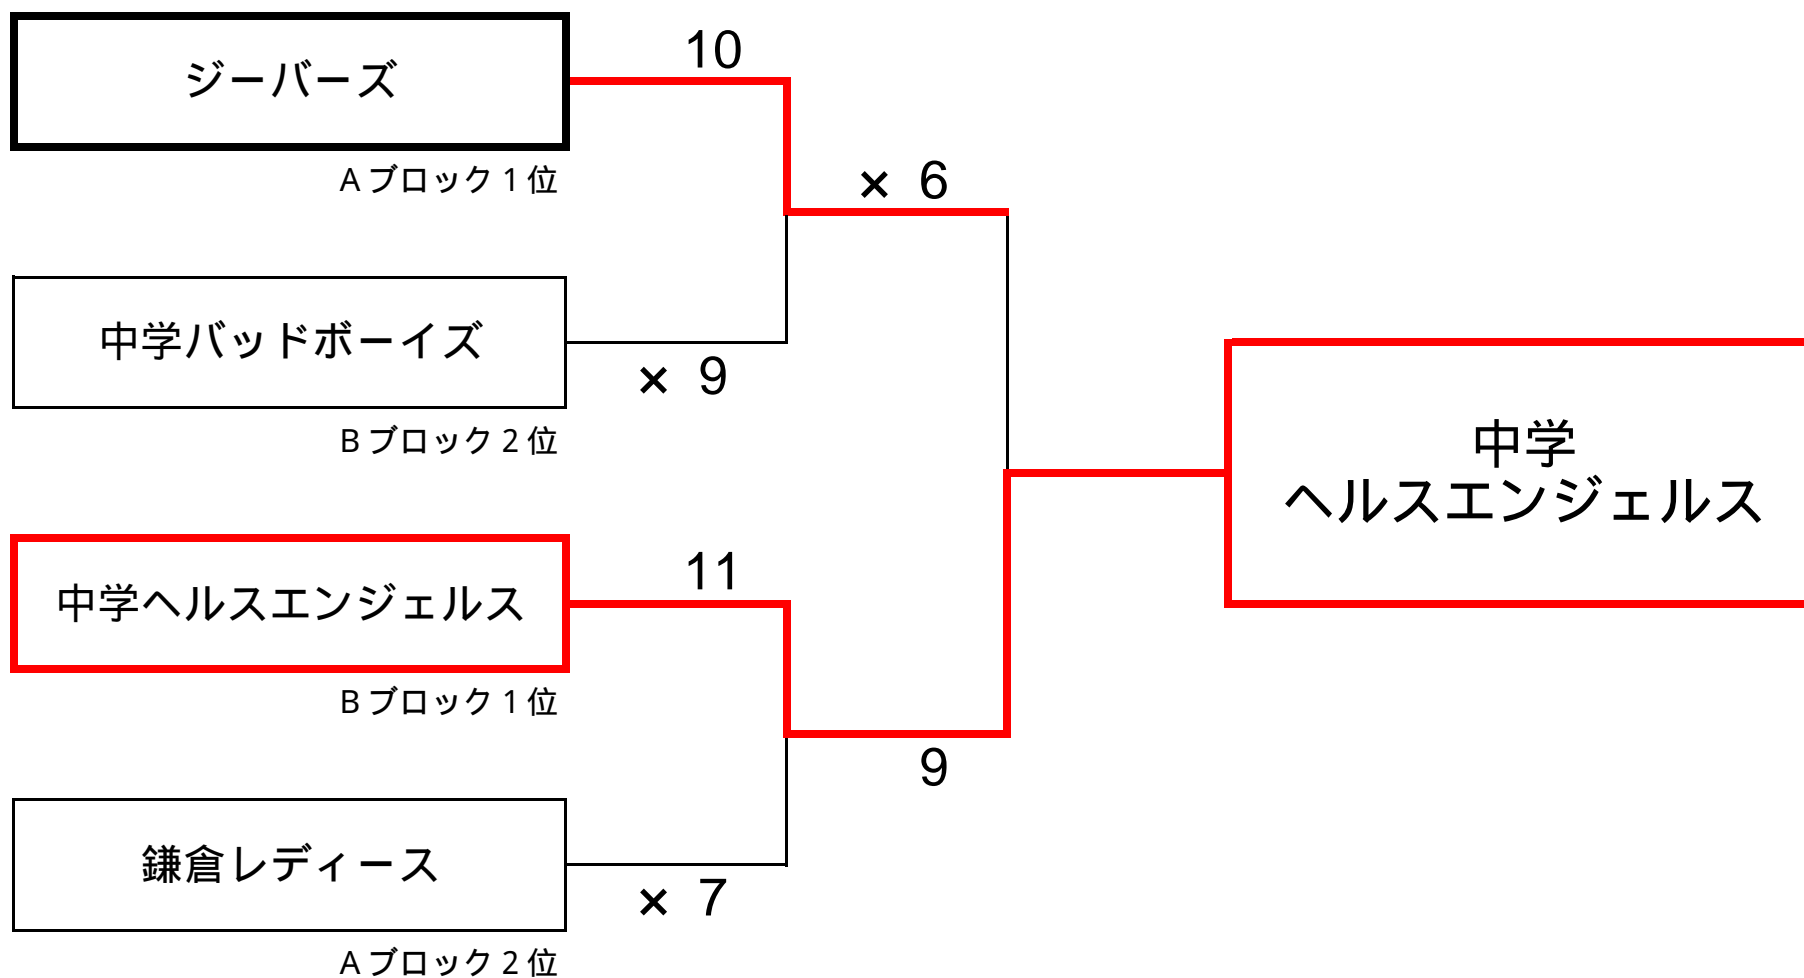 ジーバーズ
10
Aブロック1位
× 6
中学バッドボーイズ
× 9
Bブロック2位
中学
ヘルスエンジェルス
中学ヘルスエンジェルス
11
Bブロック1位
9
鎌倉レディース
× 7
Aブロック2位